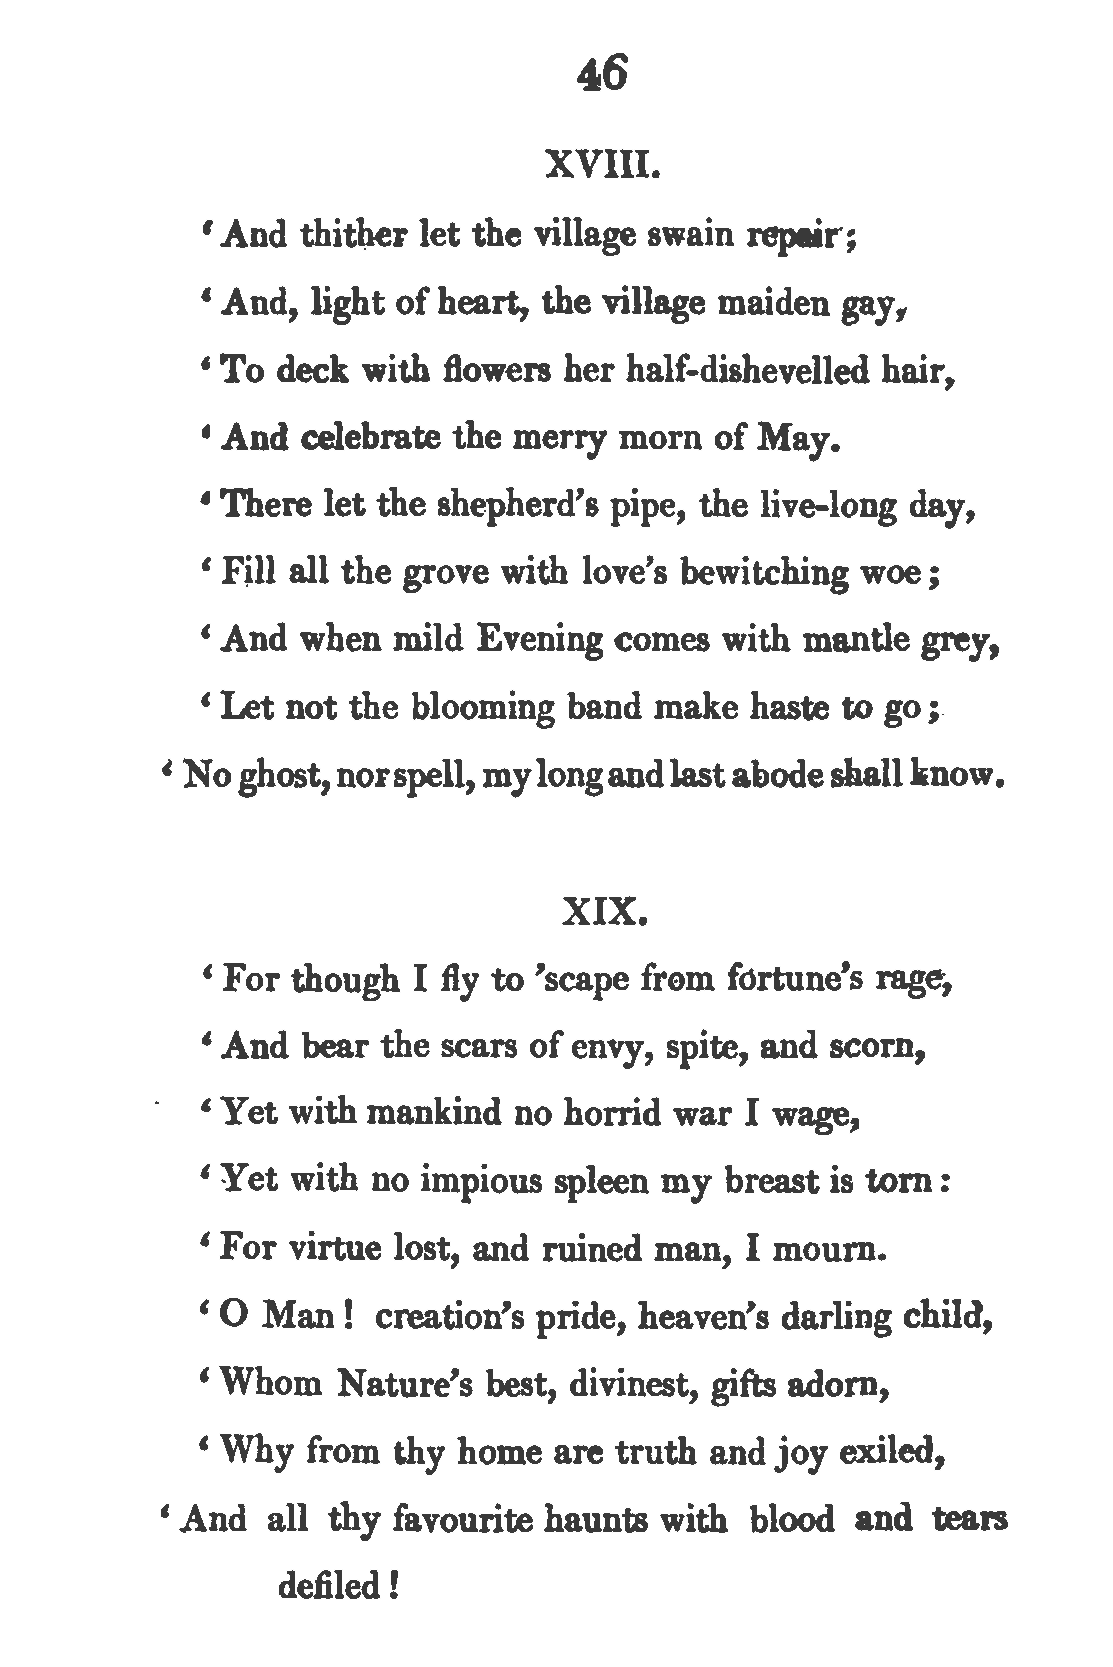 46
XVIII.
‘ And thither let the village swain repair;
‘ And, light of heart, the village maiden gay,
‘ To deck with flowers her half-dishevelled hair,
‘ And celebrate the merry morn of May.
‘ There let the shepherd’s pipe, the live-long day,
‘ Fill all the grove with love’s bewitching woe;
‘ And when mild Evening comes with mantle grey,
‘ Let not the blooming band make haste to go;
‘ No ghost, nor spell, my long and last abode shall know.
XIX.
‘ For though I fly to ’scape from fortune’s rage,
‘ And bear the scars of envy, spite, and scorn,
‘ Yet with mankind no horrid war I wage,
‘ Yet with no impious spleen my breast is torn:
‘ For virtue lost, and ruined man, I mourn.
‘ O Man! creation’s pride, heaven’s darling child,
‘ Whom Nature’s best, divinest, gifts adorn,
‘ Why from thy home are truth and joy exiled,
‘ And all thy favourite haunts with blood and tears
defiled!